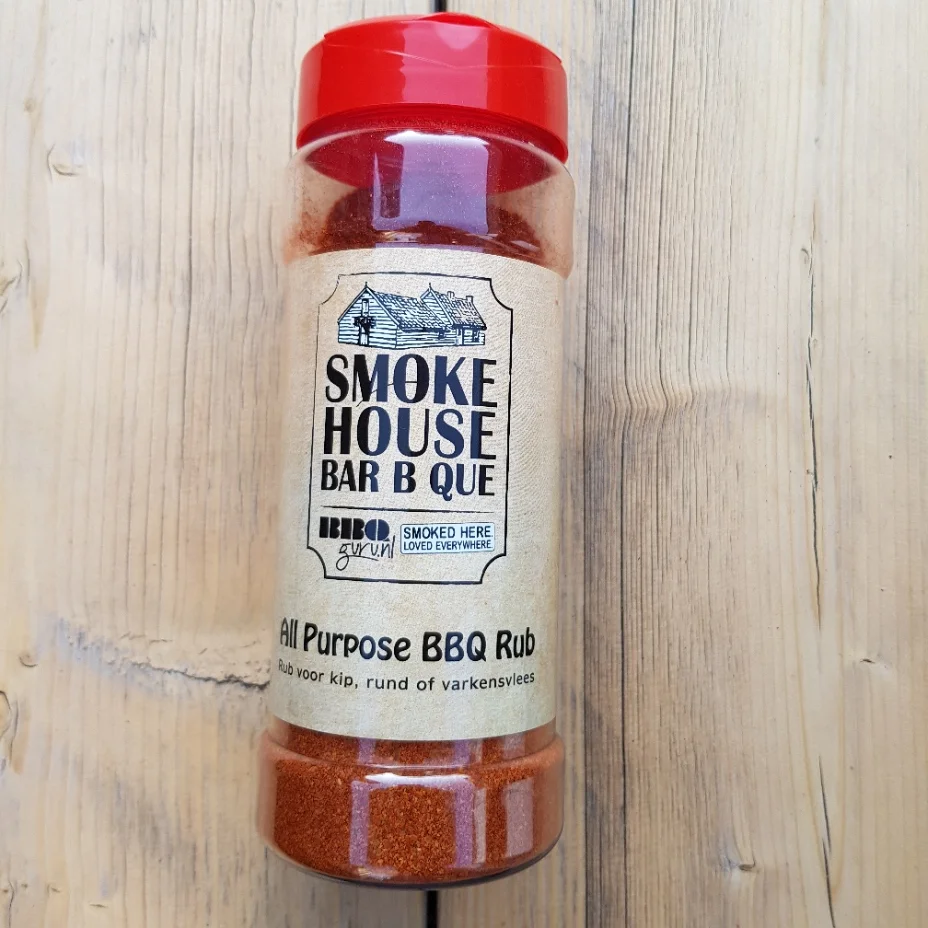 SMOKE
HOUSE
BAR B QUE
BBQ
guru.nl
SMOKED HERE
LOVED EVERYWHERE
All Purpose BBQ Rub
Rub voor kip, rund of varkensvlees